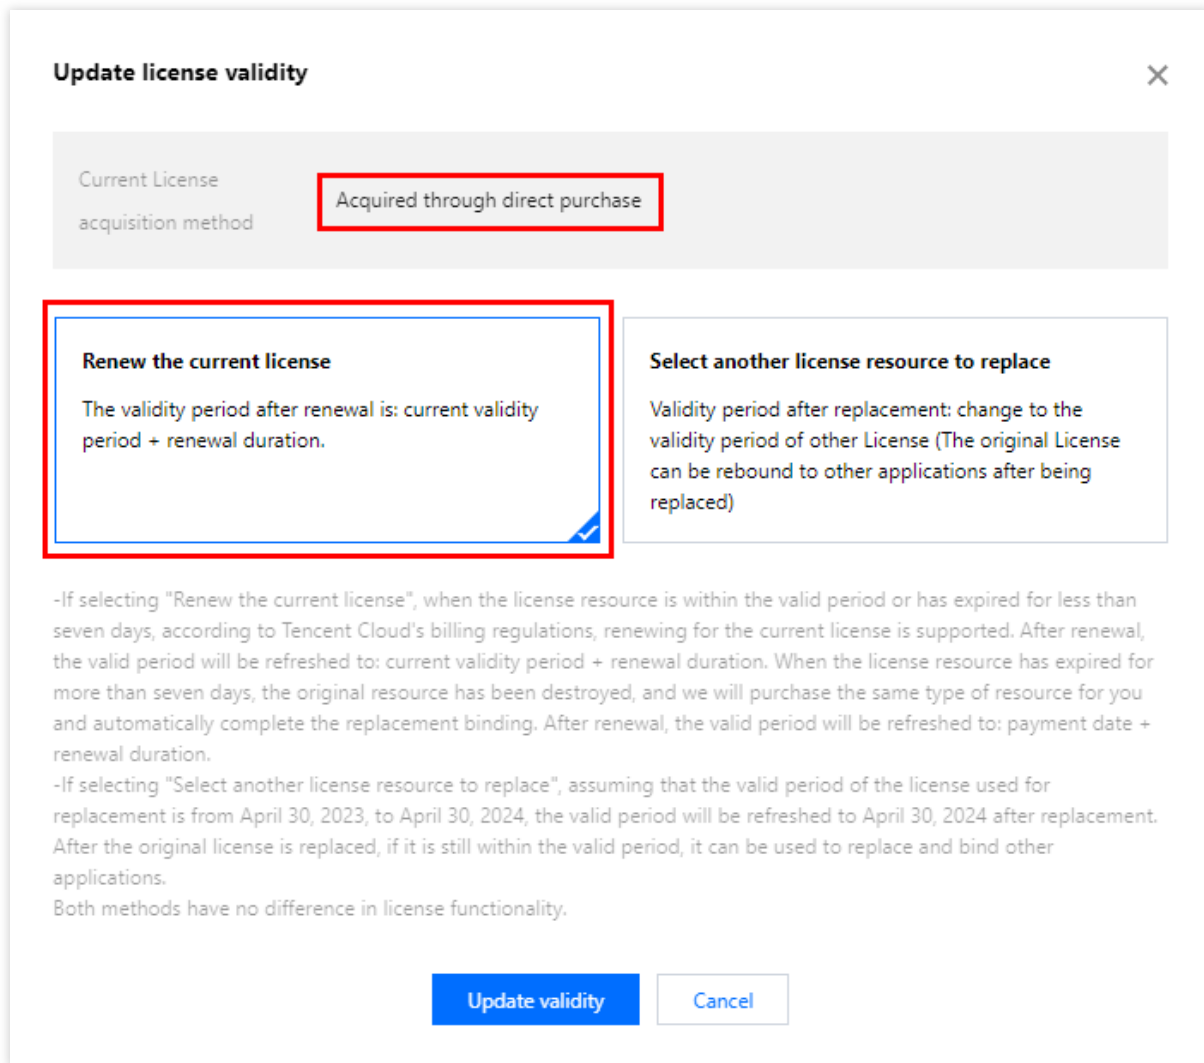 Update license validity
Current License
acquisition method
Acquired through direct purchase
Renew the current license
The validity period after renewal is: current validity
period + renewal duration.
Select another license resource to replace
Validity period after replacement: change to the
validity period of other License (The original License
can be rebound to other applications after being
replaced)
-If selecting "Renew the current license", when the license resource is within the valid period or has expired for less than
seven days, according to Tencent Cloud's billing regulations, renewing for the current license is supported. After renewal,
the valid period will be refreshed to: current validity period + renewal duration. When the license resource has expired for
more than seven days, the original resource has been destroyed, and we will purchase the same type of resource for you
and automatically complete the replacement binding. After renewal, the valid period will be refreshed to: payment date +
renewal duration.
-If selecting "Select another license resource to replace", assuming that the valid period of the license used for
replacement is from April 30, 2023, to April 30, 2024, the valid period will be refreshed to April 30, 2024 after replacement.
After the original license is replaced, if it is still within the valid period, it can be used to replace and bind other
applications.
Both methods have no difference in license functionality.
Update validity
Cancel